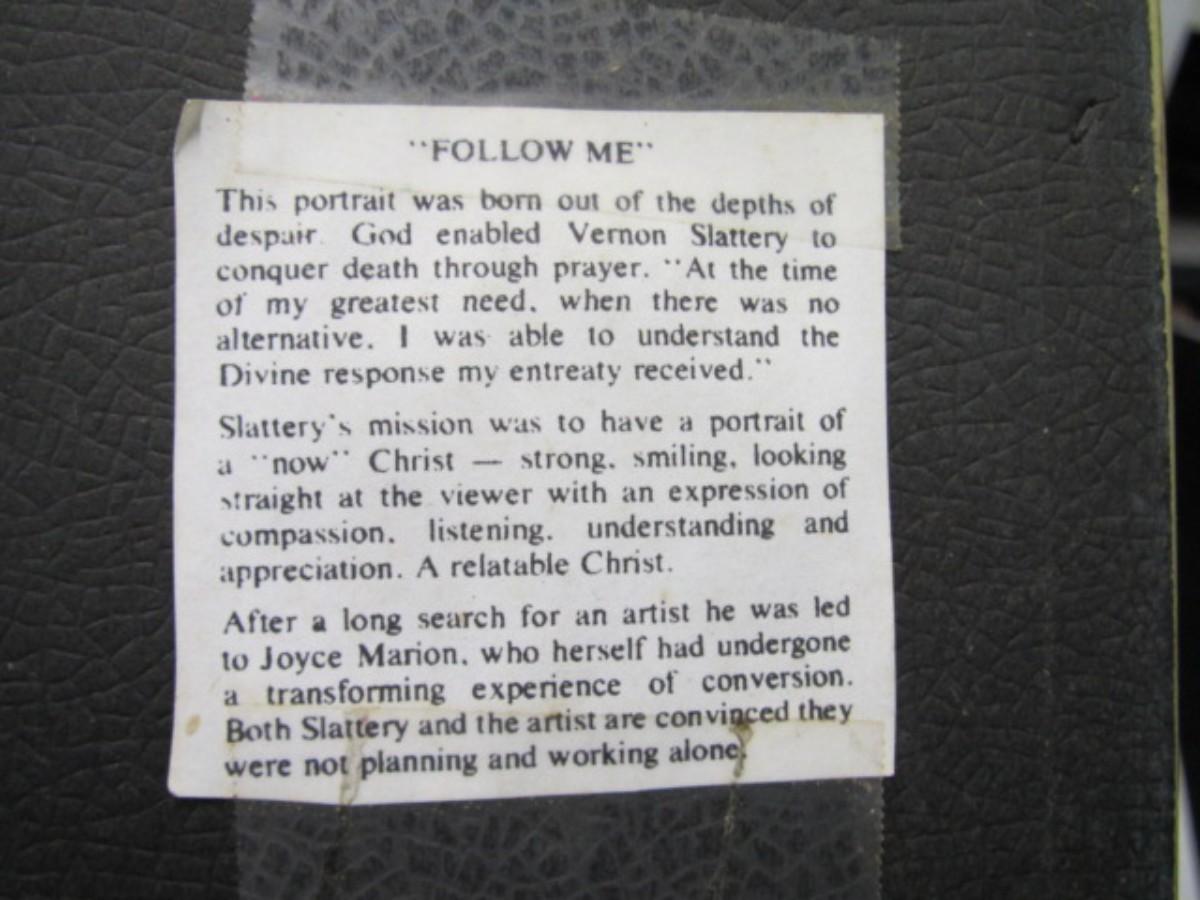 "FOLLOW ME"
This portrait was born out of the depths of
despair. God enabled Vernon Slattery to
conquer death through prayer. "At the time
of my greatest need, when there was no
alternative, I was able to understand the
Divine response my entreaty received."
Slattery's mission was to have a portrait of
a "now" Christ — strong, smiling, looking
straight at the viewer with an expression of
compassion, listening, understanding and
appreciation. A relatable Christ.
After a long search for an artist he was led
to Joyce Marion, who herself had undergone
a transforming experience of conversion.
Both Slattery and the artist are convinced they
were not planning and working alone.